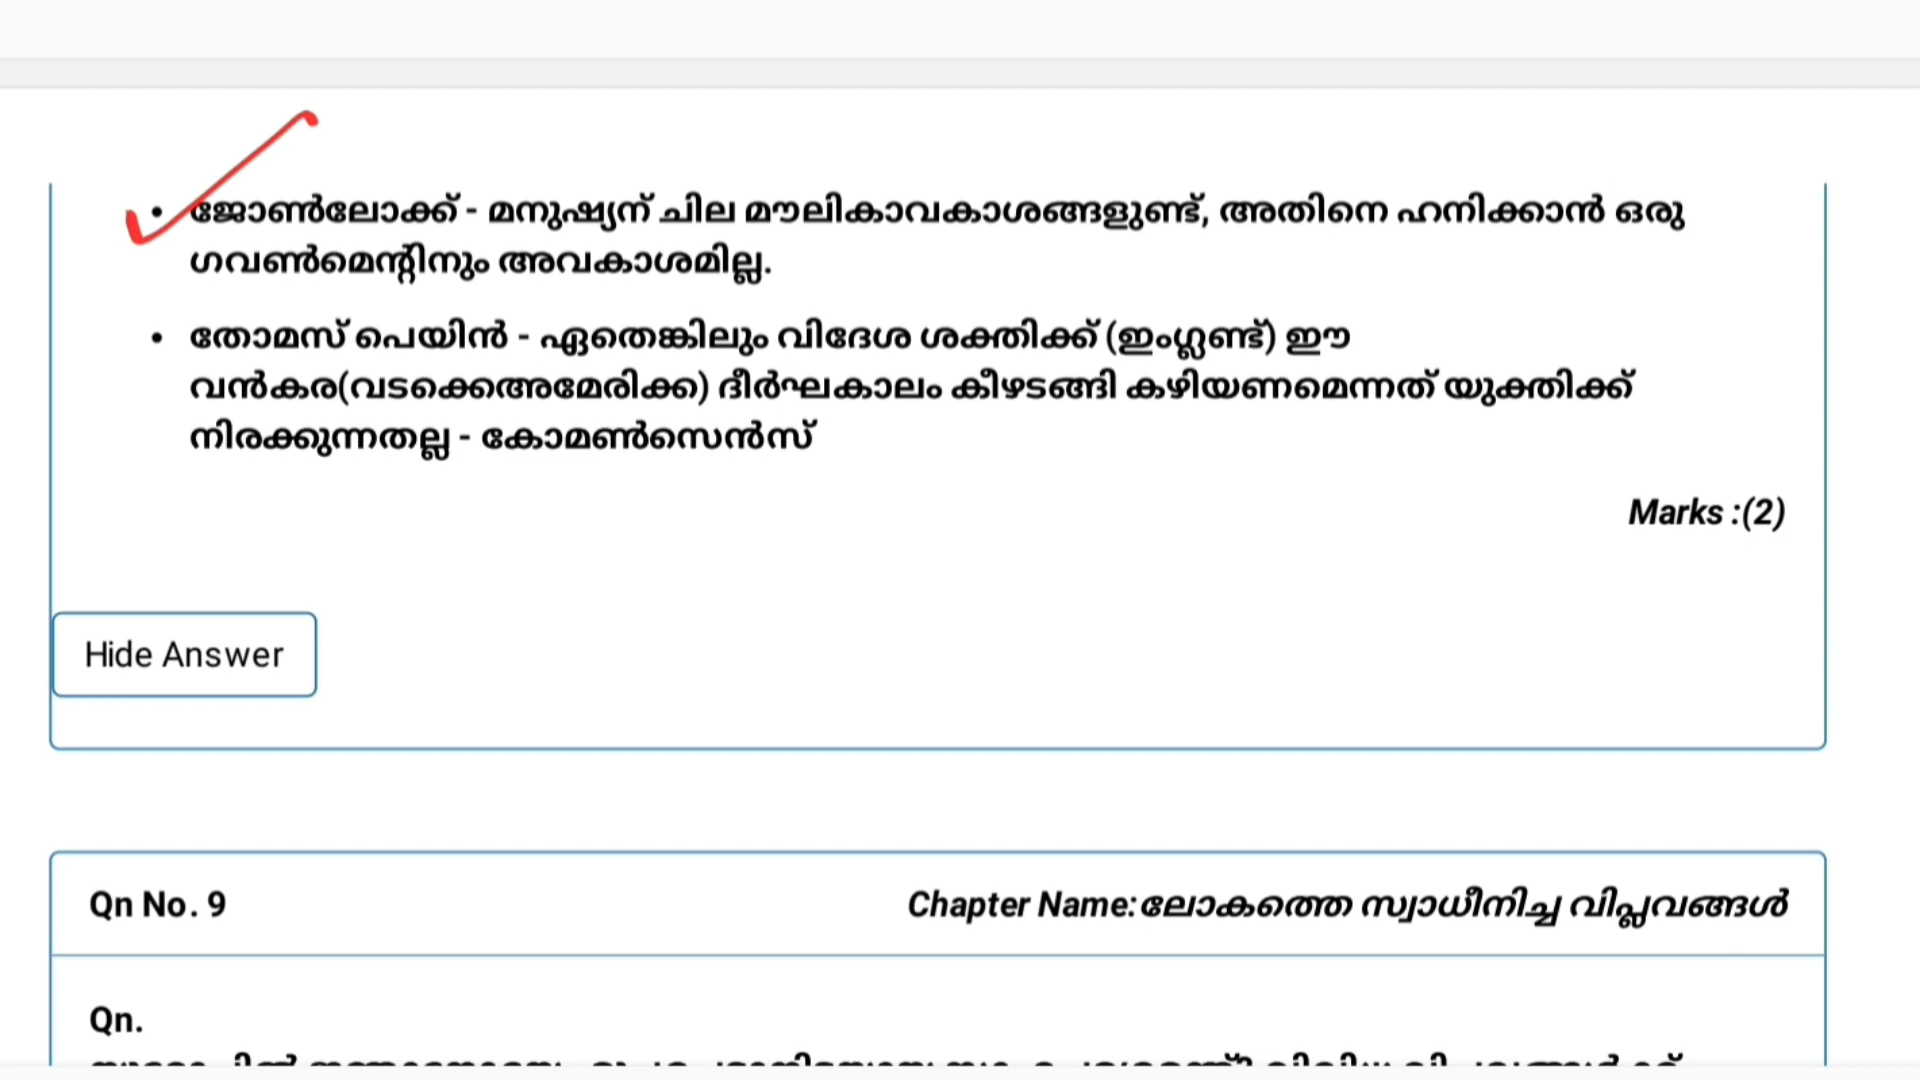 • ജോൺലോക്ക് - മനുഷ്യന് ചില മൗലികാവകാശങ്ങളുണ്ട്, അതിനെ ഹനിക്കാൻ ഒരു
ഗവൺമെന്റിനും അവകാശമില്ല.
• തോമസ് പെയിൻ - ഏതെങ്കിലും വിദേശ ശക്തിക്ക് (ഇംഗ്ലണ്ട്) ഈ
വൻകര(വടക്കെഅമേരിക്ക) ദീർഘകാലം കീഴടങ്ങി കഴിയണമെന്നത് യുക്തിക്ക്
നിരക്കുന്നതല്ല - കോമൺസെൻസ്
Marks :(2)
Hide Answer
Qn No. 9 Chapter Name:ലോകത്തെ സ്വാധീനിച്ച വിപ്ലവങ്ങൾ
Qn.